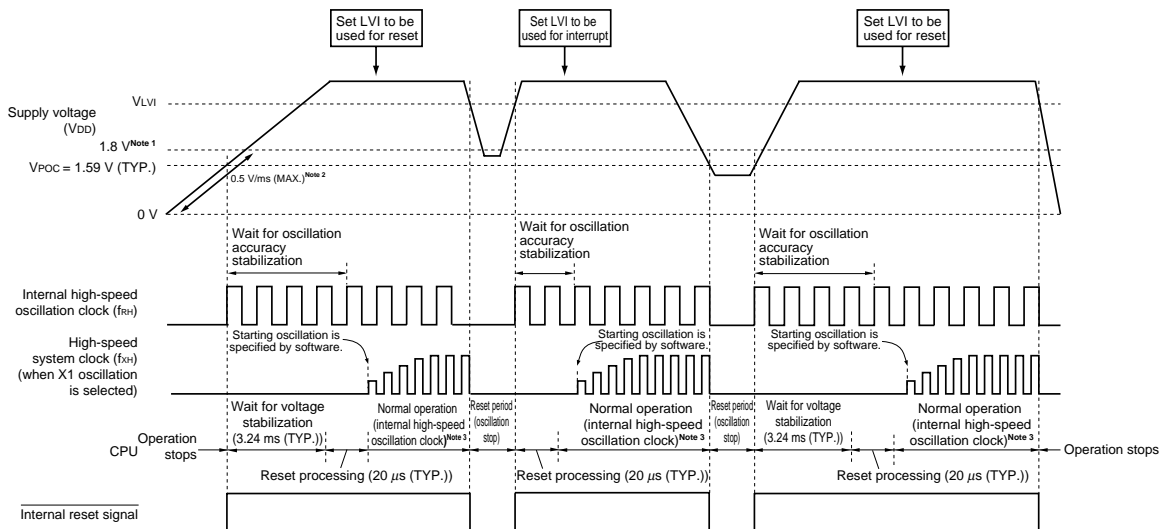 Set LVI to be
used for reset
Set LVI to be
used for interrupt
Set LVI to be
used for reset
VLVI
Supply voltage
(VDD)
1.8 V Note 1
VPOC = 1.59 V (TYP.)
0.5 V/ms (MAX.) Note 2
0 V
Wait for oscillation
accuracy
stabilization
Wait for oscillation
accuracy
stabilization
Wait for oscillation
accuracy
stabilization
Internal high-speed
oscillation clock (fRH)
Starting oscillation is
specified by software.
Starting oscillation is
specified by software.
Starting oscillation is
specified by software.
High-speed
system clock (fXH)
(when X1 oscillation
is selected)
Wait for voltage
stabilization
(3.24 ms (TYP.))
Normal operation
(internal high-speed
oscillation clock) Note 3
Reset period
(oscillation
stop)
Normal operation
(internal high-speed
oscillation clock) Note 3
Reset period
(oscillation
stop)
Wait for voltage
stabilization
(3.24 ms (TYP.))
Normal operation
(internal high-speed
oscillation clock) Note 3
CPU
Operation
stops
Operation stops
Reset processing (20 μs (TYP.))
Reset processing (20 μs (TYP.))
Reset processing (20 μs (TYP.))
Internal reset signal